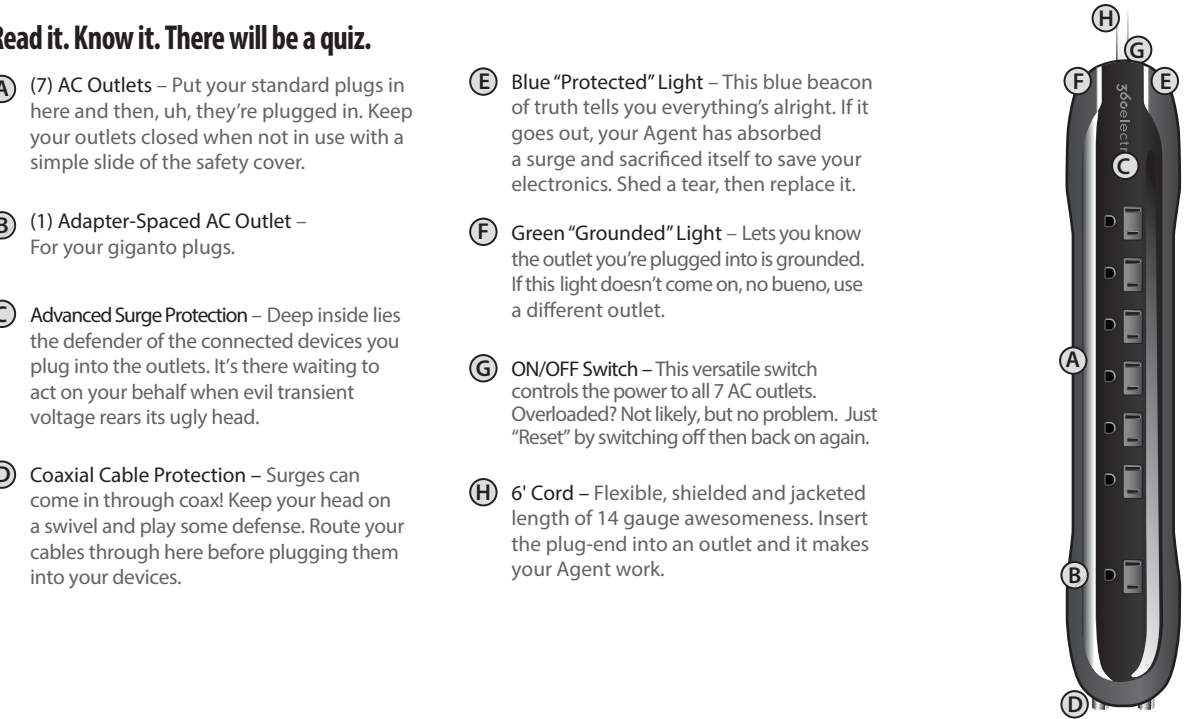 Read it. Know it. There will be a quiz.
A (7) AC Outlets – Put your standard plugs in
here and then, uh, they're plugged in. Keep
your outlets closed when not in use with a
simple slide of the safety cover.
B (1) Adapter-Spaced AC Outlet –
For your giganto plugs.
C Advanced Surge Protection – Deep inside lies
the defender of the connected devices you
plug into the outlets. It's there waiting to
act on your behalf when evil transient
voltage rears its ugly head.
D Coaxial Cable Protection – Surges can
come in through coax! Keep your head on
a swivel and play some defense. Route your
cables through here before plugging them
into your devices.
E Blue “Protected” Light – This blue beacon
of truth tells you everything's alright. If it
goes out, your Agent has absorbed
a surge and sacrificed itself to save your
electronics. Shed a tear, then replace it.
F Green “Grounded” Light – Lets you know
the outlet you're plugged into is grounded.
If this light doesn't come on, no bueno, use
a different outlet.
G ON/OFF Switch – This versatile switch
controls the power to all 7 AC outlets.
Overloaded? Not likely, but no problem. Just
“Reset” by switching off then back on again.
H 6' Cord – Flexible, shielded and jacketed
length of 14 gauge awesomeness. Insert
the plug-end into an outlet and it makes
your Agent work.
H
G
F
E
360electr
C
A
B
D